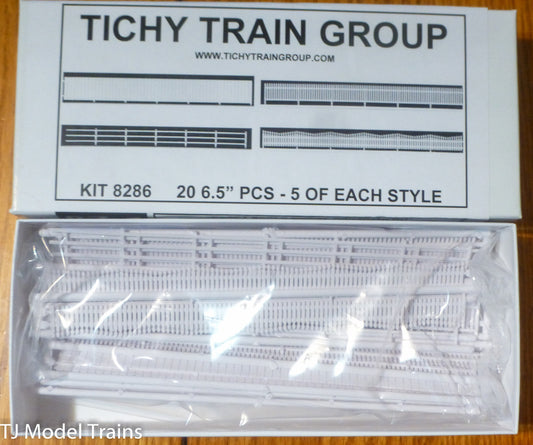 TICHY TRAIN GROUP
WWW.TICHYTRAINGROUP.COM
KIT 8286 20 6.5" PCS - 5 OF EACH STYLE
TJ Model Trains